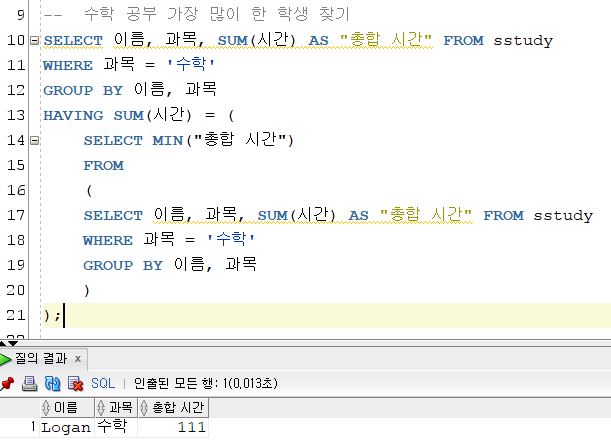 9 -- 수학 공부 가장 많이 한 학생 찾기
10 SELECT 이름, 과목, SUM(시간) AS "총합 시간" FROM sstudy
11 WHERE 과목 = '수학'
12 GROUP BY 이름, 과목
13 HAVING SUM(시간) = (
14 SELECT MIN("총합 시간")
15 FROM
16 (
17 SELECT 이름, 과목, SUM(시간) AS "총합 시간" FROM sstudy
18 WHERE 과목 = '수학'
19 GROUP BY 이름, 과목
20 )
21 );
22
질의 결과 x
SQL | 인출된 모든 행: 1(0,013초)
이름 과목 총합 시간
1 Logan 수학 111